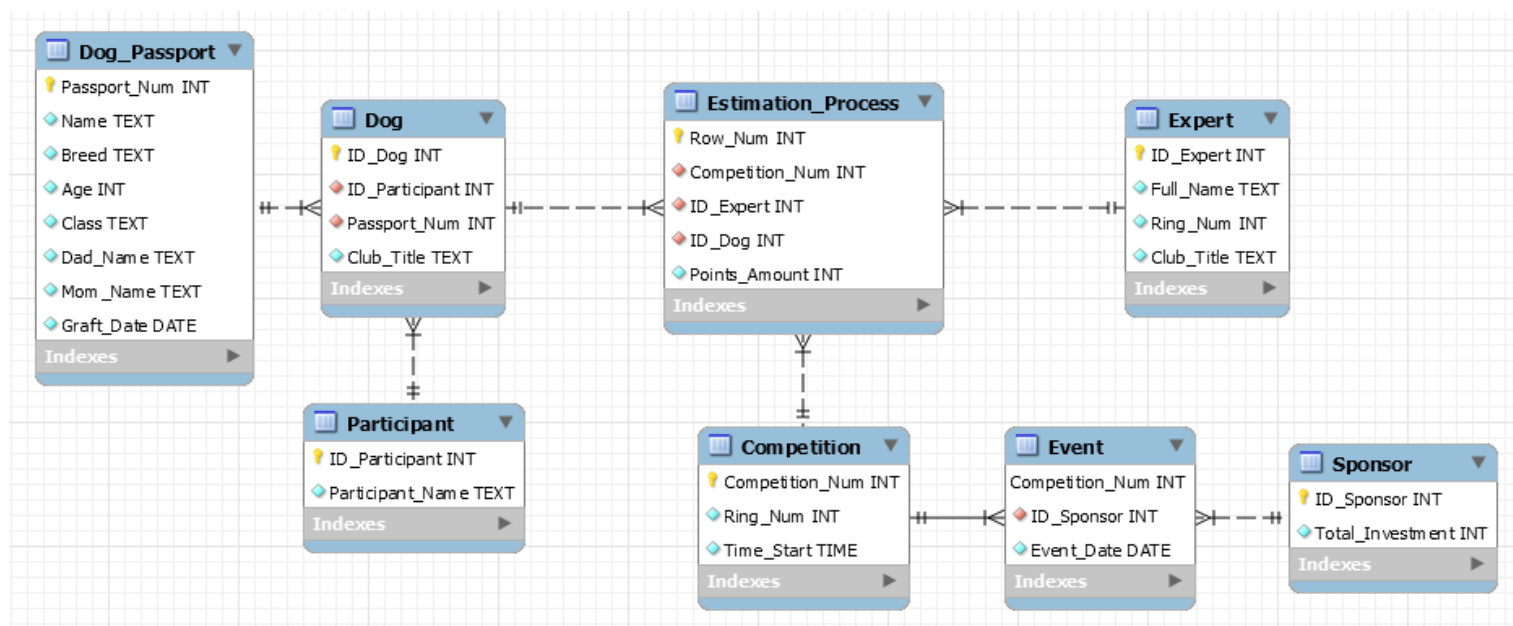 Dog_Passport
Passport_Num INT
Name TEXT
Breed TEXT
Age INT
Class TEXT
Dad_Name TEXT
Mom_Name TEXT
Graft_Date DATE
Indexes
Dog
ID_Dog INT
ID_Participant INT
Passport_Num INT
Club_Title TEXT
Indexes
Estimation_Process
Row_Num INT
Competition_Num INT
ID_Expert INT
ID_Dog INT
Points_Amount INT
Indexes
Expert
ID_Expert INT
Full_Name TEXT
Ring_Num INT
Club_Title TEXT
Indexes
Participant
ID_Participant INT
Participant_Name TEXT
Indexes
Competition
Competition_Num INT
Ring_Num INT
Time_Start TIME
Indexes
Event
Competition_Num INT
ID_Sponsor INT
Event_Date DATE
Indexes
Sponsor
ID_Sponsor INT
Total_Investment INT
Indexes